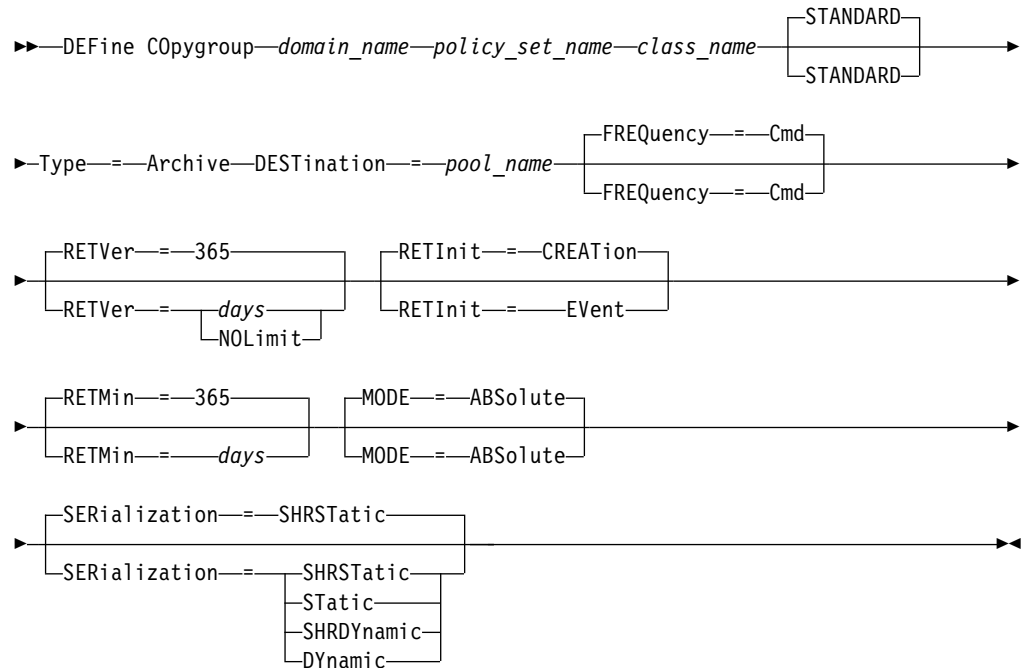 STANDARD
DEFine COpygroup domain_name policy_set_name class_name
STANDARD
FREQuency = Cmd
Type = Archive DESTination = pool_name
FREQuency = Cmd
RETVer = 365 RETInit = CREATion
RETVer = days RETInit = EVent
NOLimit
RETMin = 365 MODE = ABSolute
RETMin = days MODE = ABSolute
SERialization = SHRSTatic
SERialization = SHRSTatic
STatic
SHRDYnamic
DYnamic